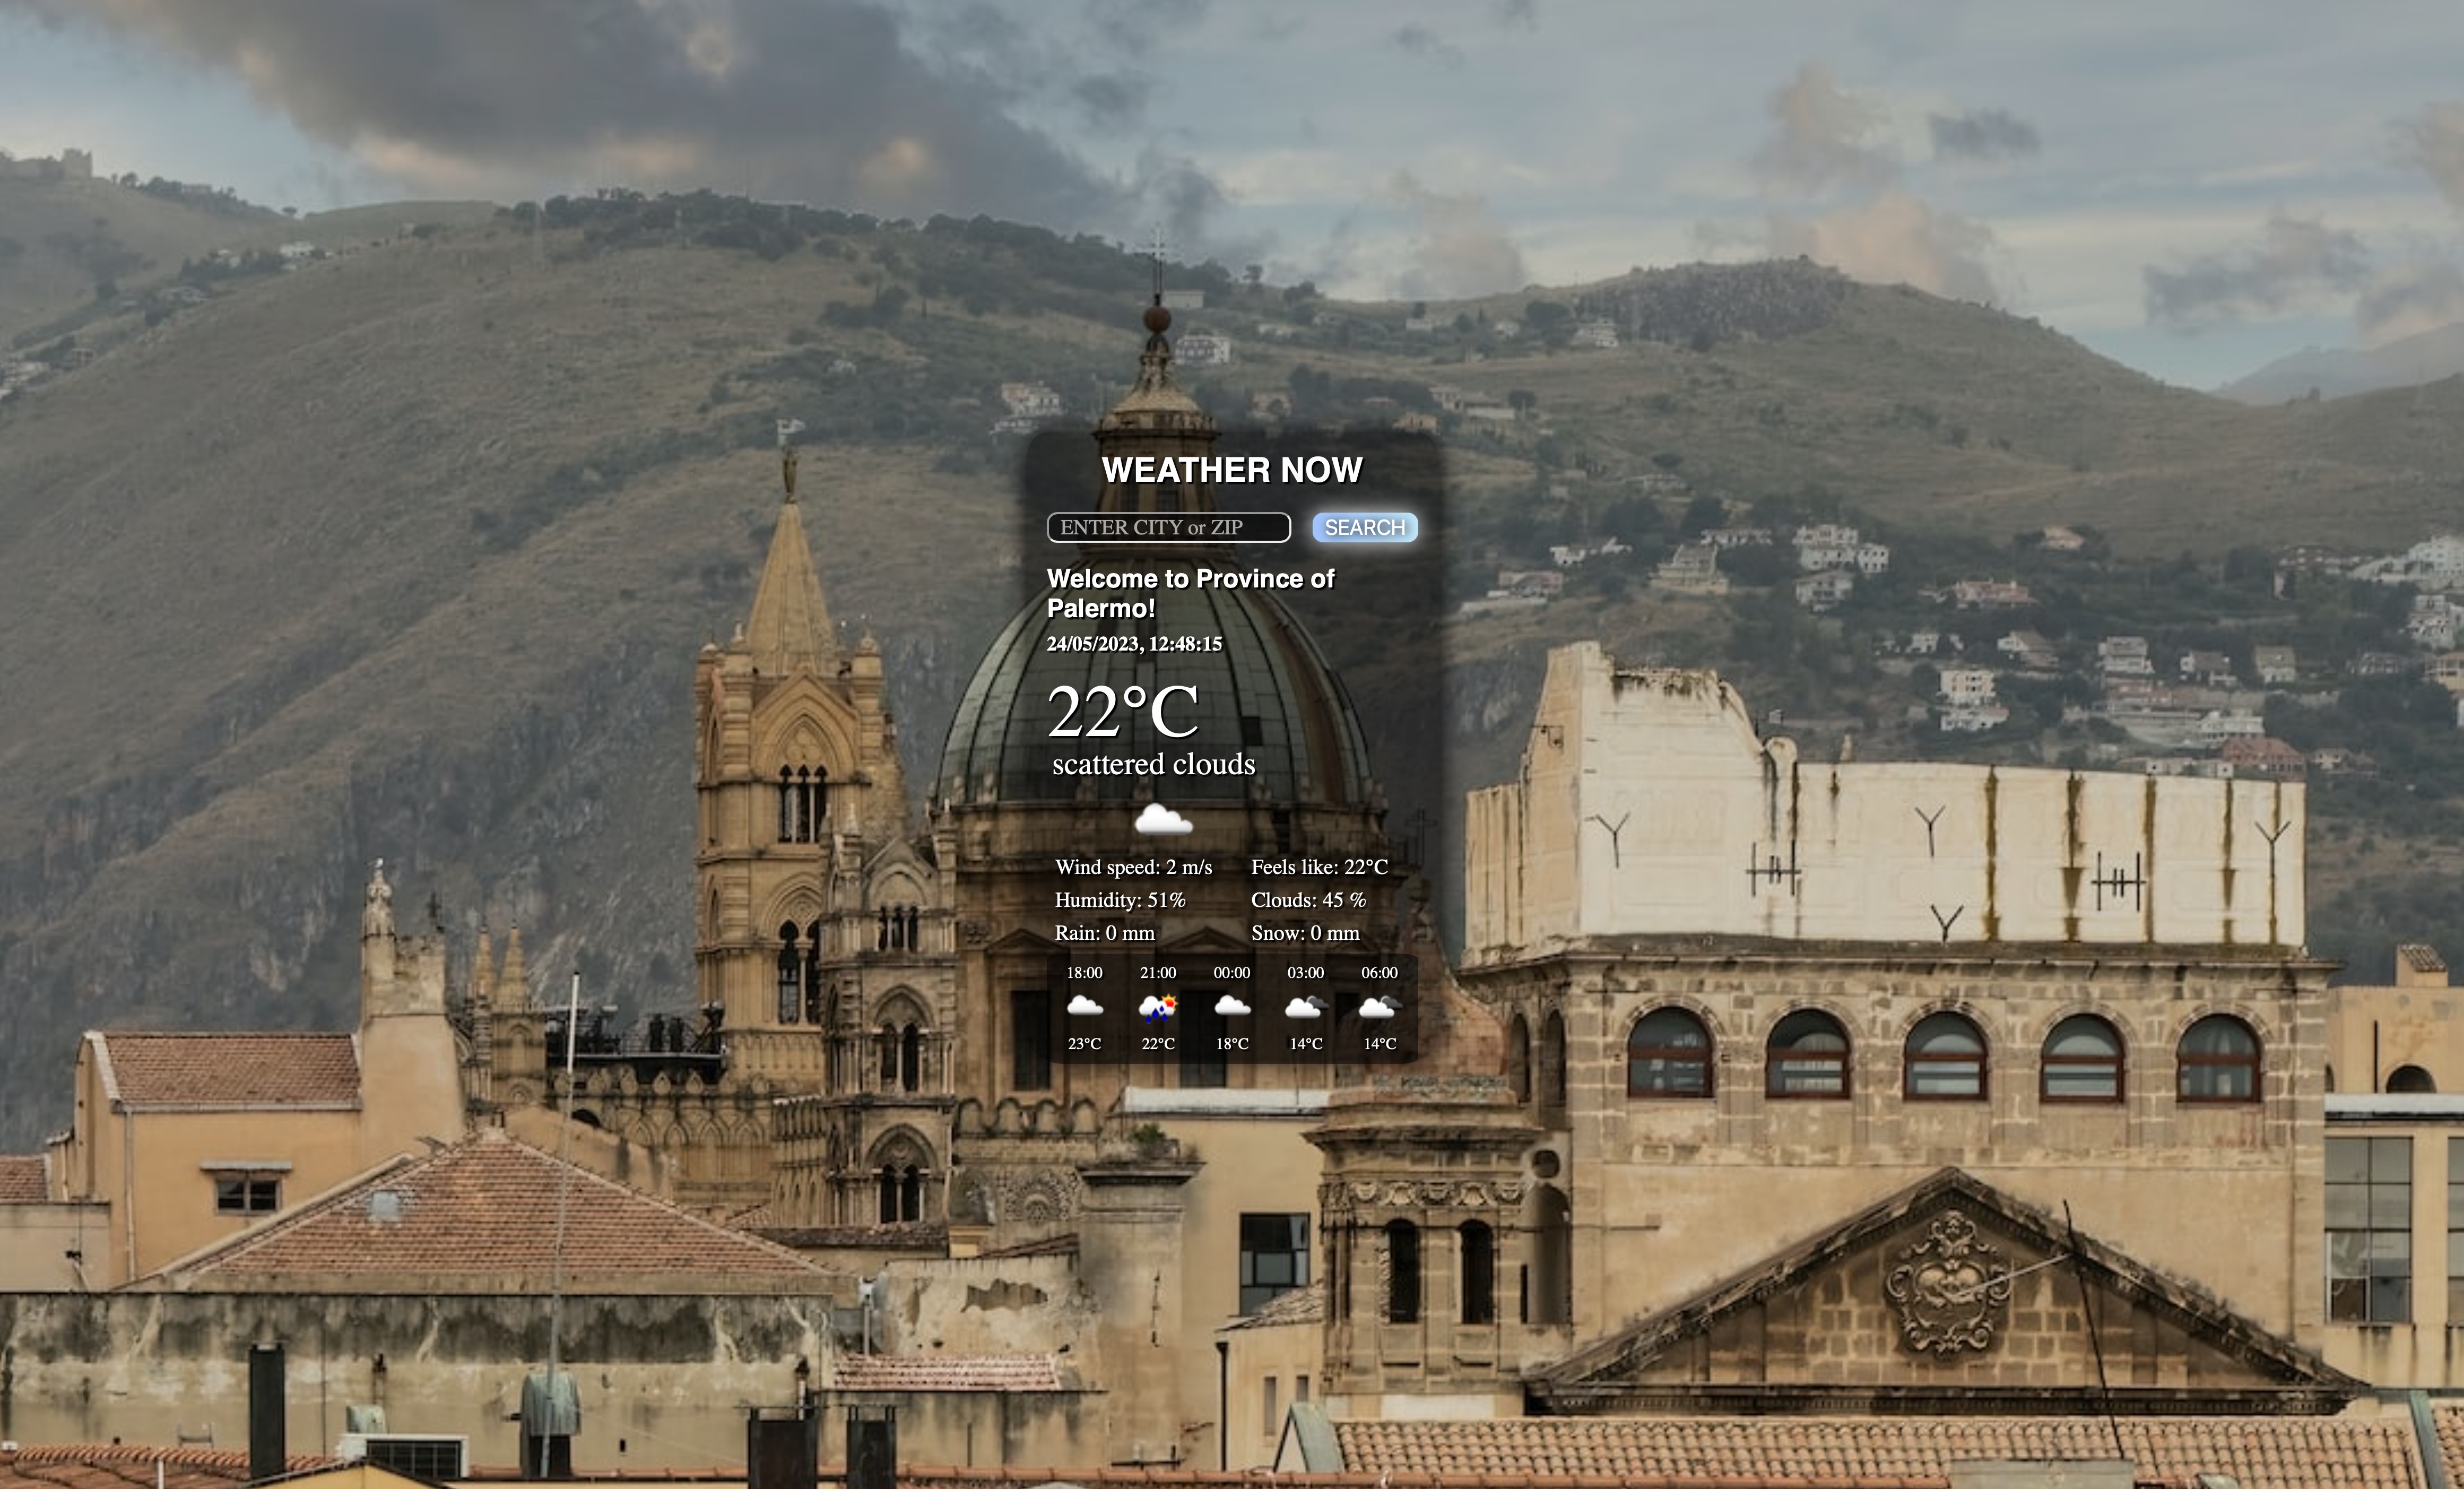 WEATHER NOW
ENTER CITY or ZIP SEARCH
Welcome to Province of
Palermo!
24/05/2023, 12:48:15
22°C
scattered clouds
Wind speed: 2 m/s Feels like: 22°C
Humidity: 51% Clouds: 45 %
Rain: 0 mm Snow: 0 mm
18:00 21:00 00:00 03:00 06:00
23°C 22°C 18°C 14°C 14°C